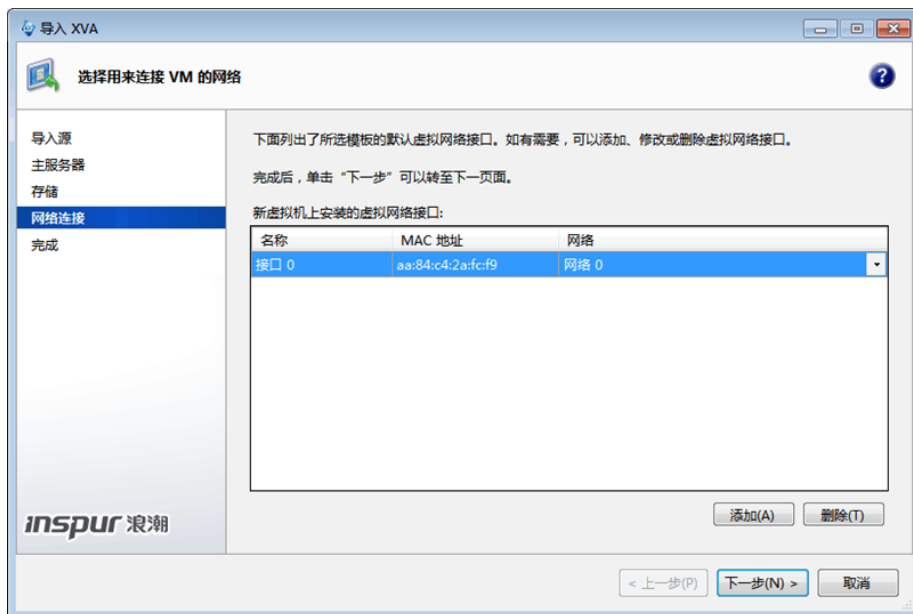 导入 XVA
选择用来连接 VM 的网络
导入源
主服务器
存储
网络连接
完成
下面列出了所选模板的默认虚拟网络接口。如有需要，可以添加、修改或删除虚拟网络接口。
完成后，单击“下一步”可以转至下一页面。
新虚拟机上安装的虚拟网络接口:
名称 MAC 地址 网络
接口 0 aa:84:c4:2a:fc:f9 网络 0
添加(A) 删除(T)
inspur 浪潮
< 上一步(P) 下一步(N) > 取消